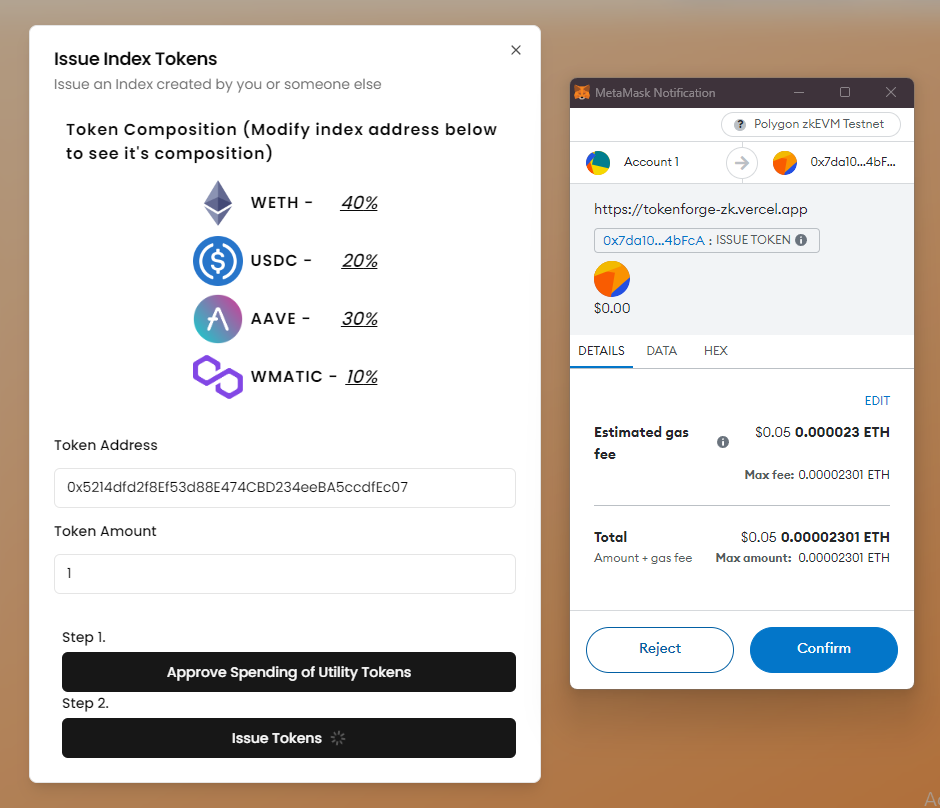 Issue Index Tokens
Issue an Index created by you or someone else
Token Composition (Modify index address below
to see it's composition)
WETH - 40%
USDC - 20%
AAVE - 30%
WMATIC - 10%
Token Address
0x5214dfd2f8Ef53d88E474CBD234eeBA5ccdfEc07
Token Amount
1
Step 1.
Approve Spending of Utility Tokens
Step 2.
Issue Tokens
MetaMask Notification
Polygon zkEVM Testnet
Account 1
0x7da10...4bF...
https://tokenforge-zk.vercel.app
0x7da10...4bFcA : ISSUE TOKEN
$0.00
DETAILS DATA HEX
EDIT
Estimated gas
fee
$0.05 0.000023 ETH
Max fee: 0.00002301 ETH
Total $0.05 0.00002301 ETH
Amount + gas fee Max amount: 0.00002301 ETH
Reject Confirm